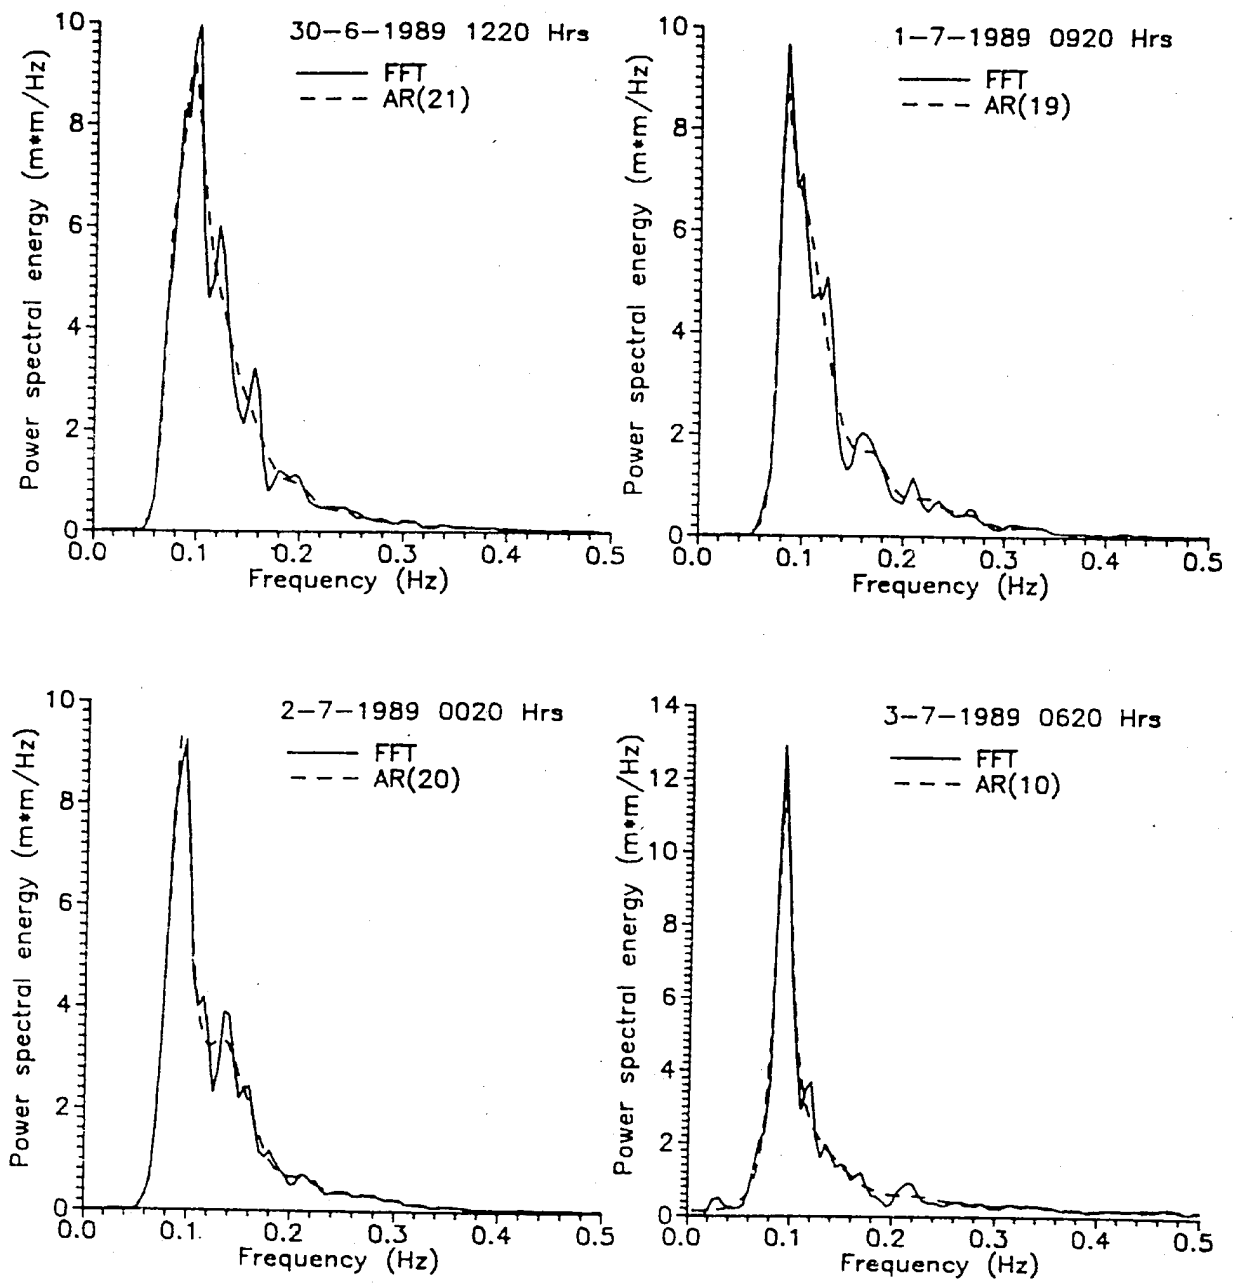 30-6-1989 1220 Hrs
FFT
AR(21)
Power spectral energy (m*m/Hz)
10
8
6
4
2
0
0.0 0.1 0.2 0.3 0.4 0.5
Frequency (Hz)
1-7-1989 0920 Hrs
FFT
AR(19)
Power spectral energy (m*m/Hz)
10
8
6
4
2
0
0.0 0.1 0.2 0.3 0.4 0.5
Frequency (Hz)
2-7-1989 0020 Hrs
FFT
AR(20)
Power spectral energy (m*m/Hz)
10
8
6
4
2
0
0.0 0.1 0.2 0.3 0.4 0.5
Frequency (Hz)
3-7-1989 0620 Hrs
FFT
AR(10)
Power spectral energy (m*m/Hz)
14
12
10
8
6
4
2
0
0.0 0.1 0.2 0.3 0.4 0.5
Frequency (Hz)